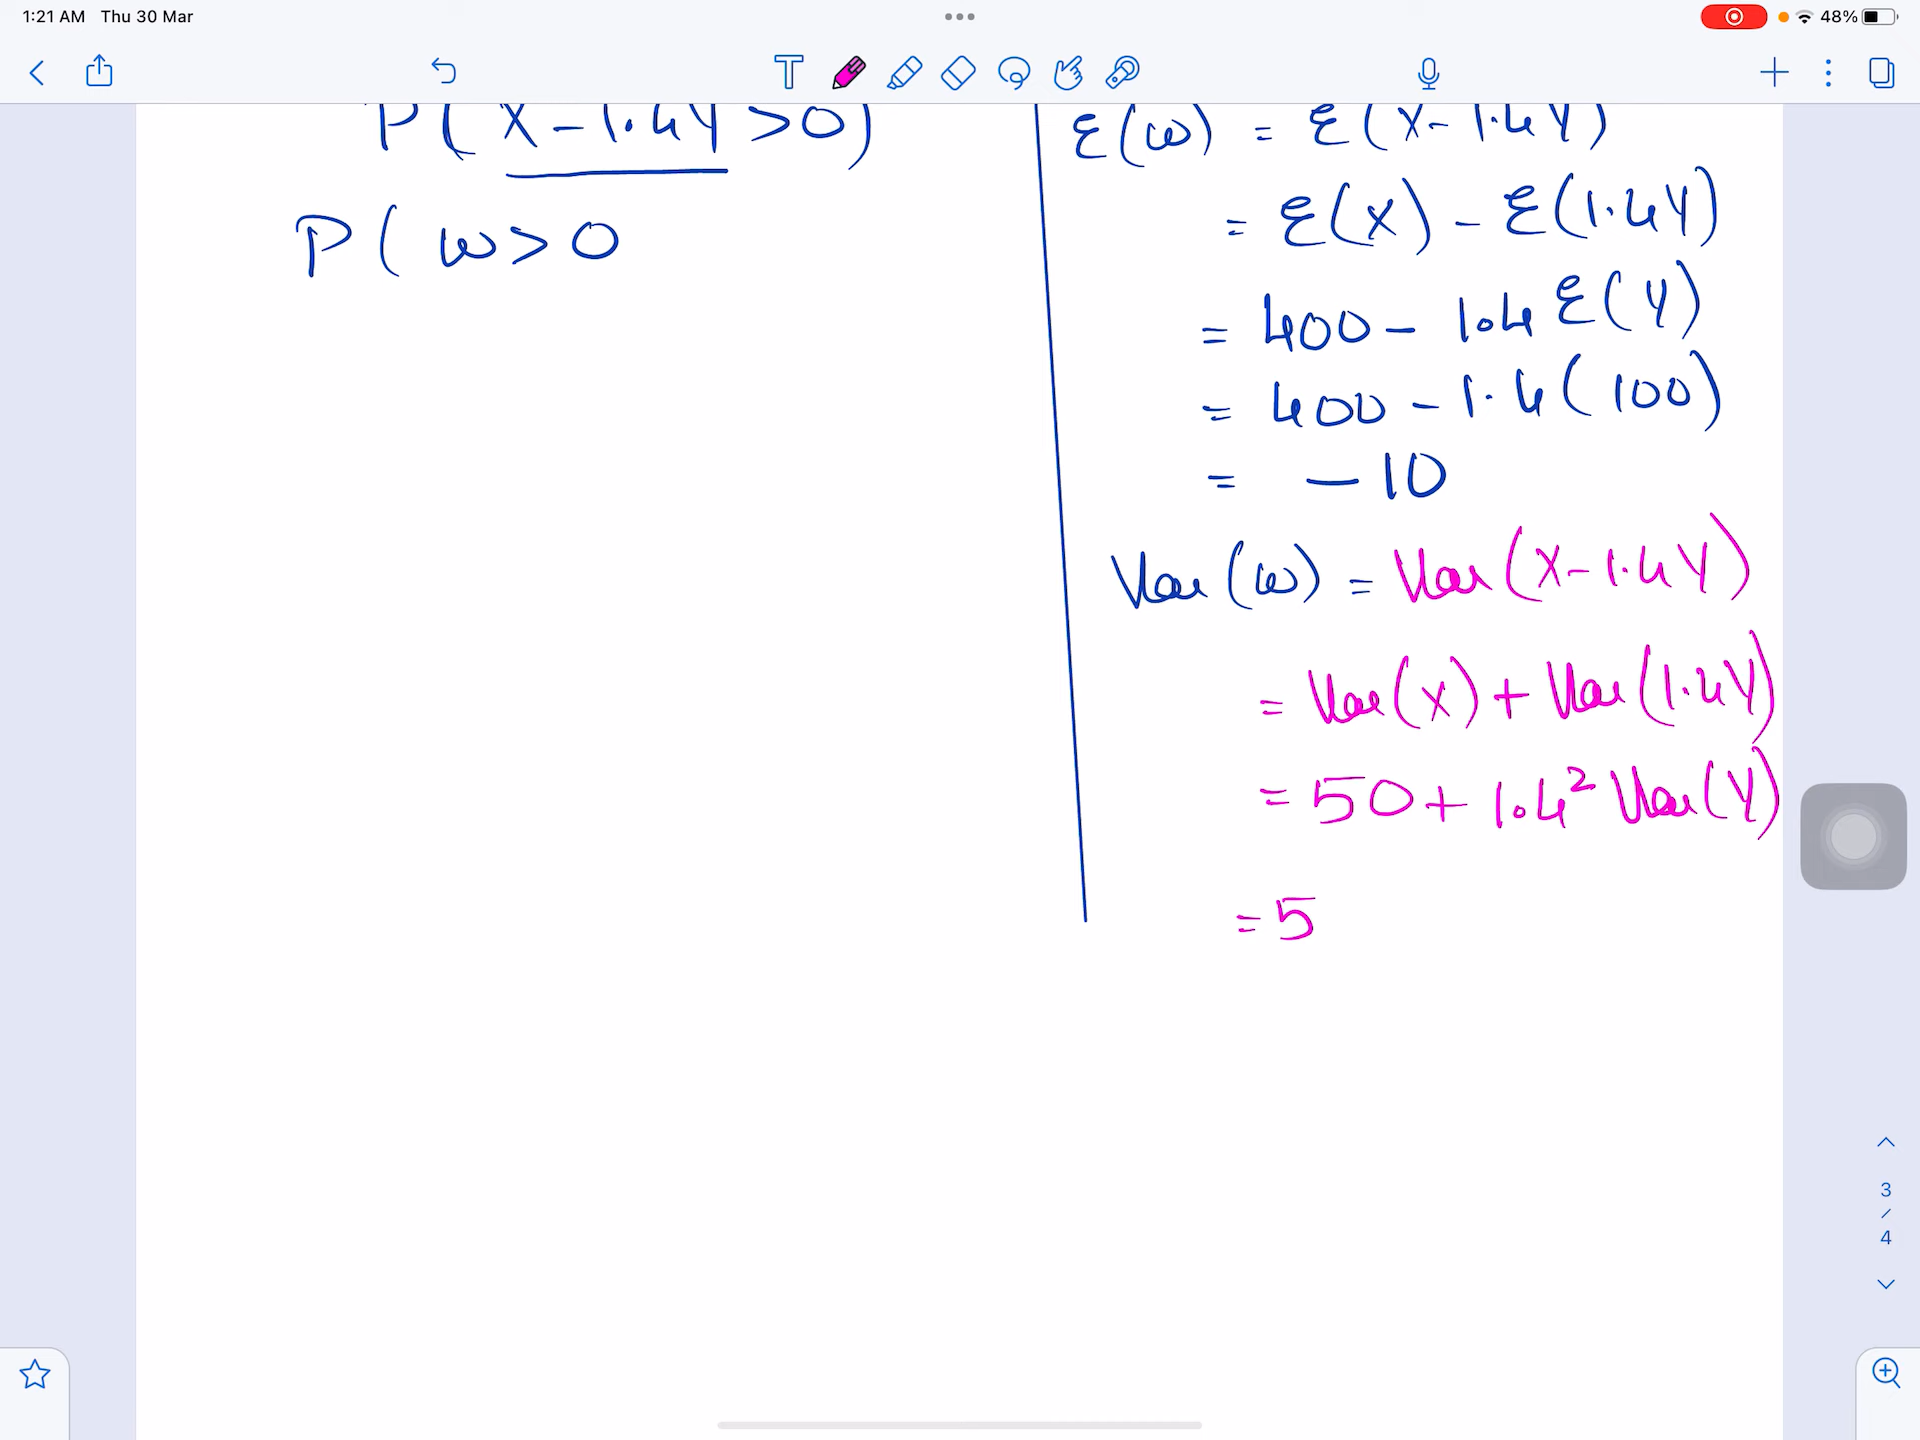 1:21 AM Thu 30 Mar
48%
T
P( X - 1.4Y > 0)
P( W > 0
E(W) = E(X - 1.4Y)
= E(X) - E(1.4Y)
= 400 - 1.4 E(Y)
= 400 - 1.4( 100)
= - 10
Var (W) = Var (X - 1.4Y)
= Var(X) + Var(1.4Y)
= 50 + 1.4² Var(Y)
= 5
3
/
4